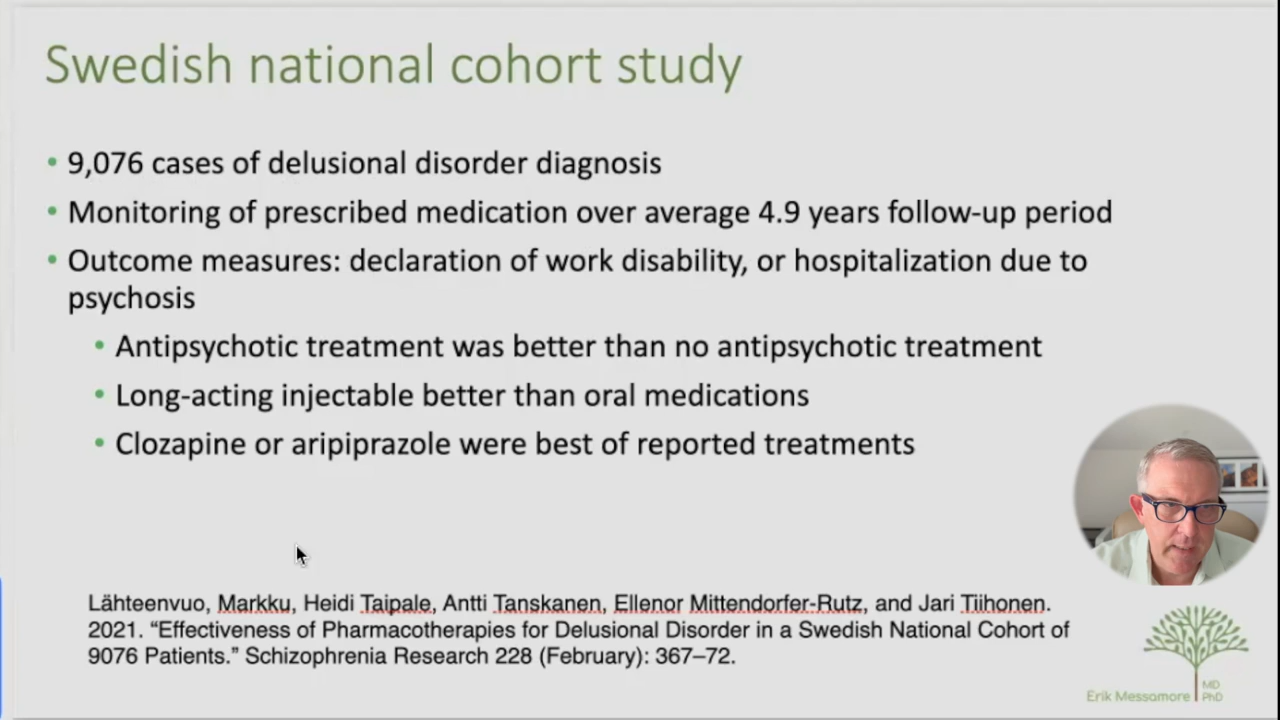 Swedish national cohort study
• 9,076 cases of delusional disorder diagnosis
• Monitoring of prescribed medication over average 4.9 years follow-up period
• Outcome measures: declaration of work disability, or hospitalization due to
psychosis
• Antipsychotic treatment was better than no antipsychotic treatment
• Long-acting injectable better than oral medications
• Clozapine or aripiprazole were best of reported treatments
Lähteenvuo, Markku, Heidi Taipale, Antti Tanskanen, Ellenor Mittendorfer-Rutz, and Jari Tiihonen.
2021. “Effectiveness of Pharmacotherapies for Delusional Disorder in a Swedish National Cohort of
9076 Patients.” Schizophrenia Research 228 (February): 367–72.
Erik Messamore MD PhD